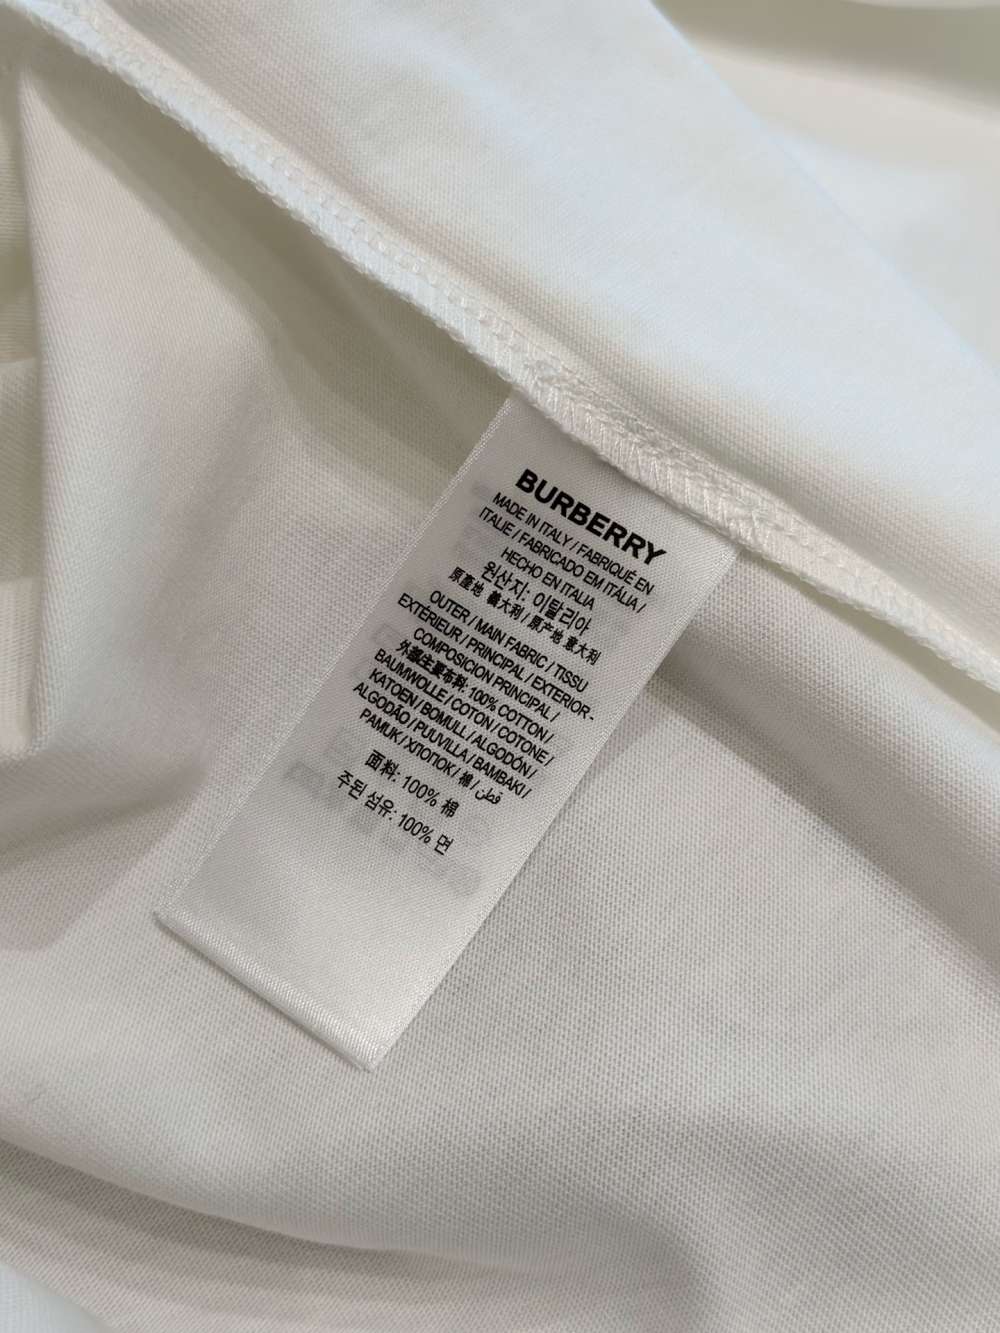 BURBERRY
MADE IN ITALY / FABRIQUÉ EN
ITALIE / FABRICADO EM ITÁLIA /
HECHO EN ITALIA
원산지: 이탈리아
原產地 義大利 / 原产地 意大利
OUTER / MAIN FABRIC / TISSU
EXTÉRIEUR / PRINCIPAL / EXTERIOR -
COMPOSICION PRINCIPAL /
外部主要布料: 100% COTTON /
BAUMWOLLE / COTON / COTONE /
KATOEN / BOMULL / ALGODÓN /
ALGODÃO / PUUVILLA / BAMBAKI /
PAMUK / ХЛОПОК / 棉 / قطن
面料: 100% 棉
주된 섬유: 100% 면